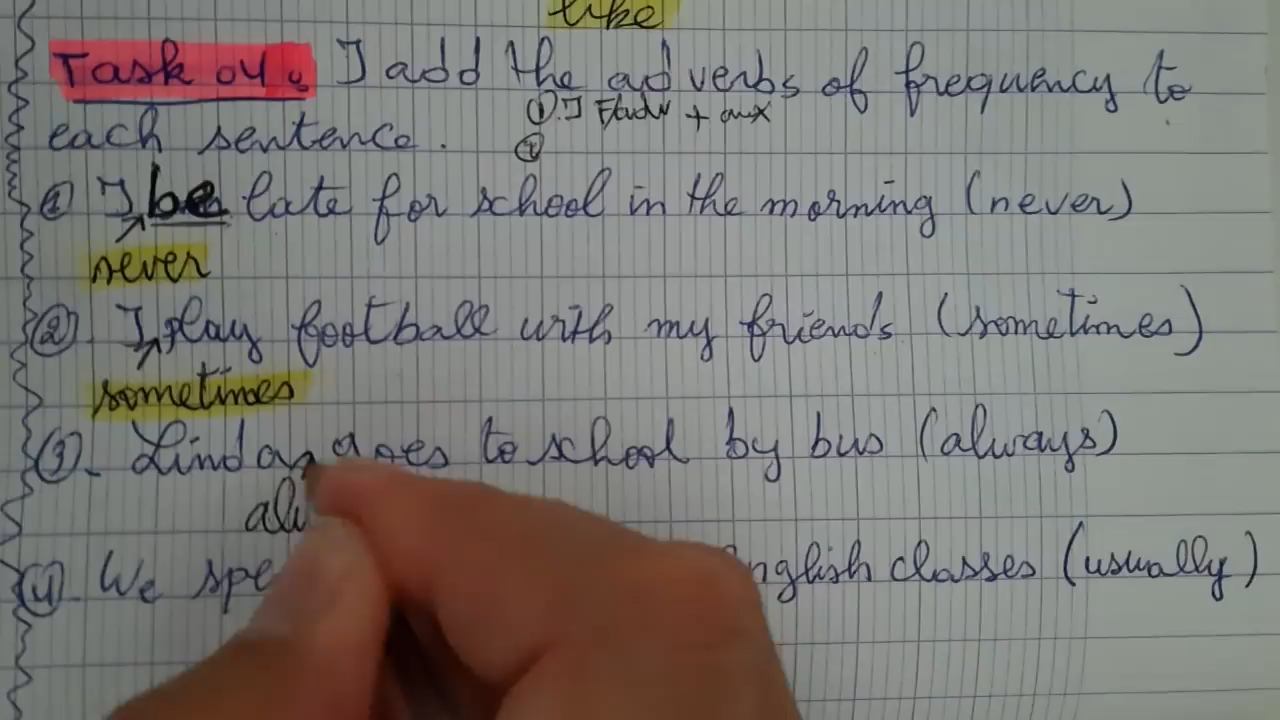 like
Task 04: I add the adverbs of frequency to
① I + aux
each sentence.
①
① I be late for school in the morning (never)
never
② I play football with my friends (sometimes)
sometimes
③. Linda goes to school by bus (always)
④. We classes (usually)